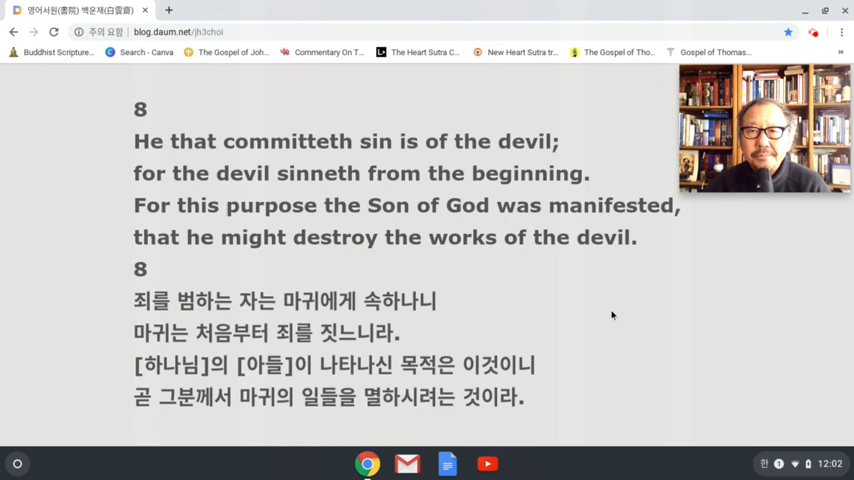 영어서원(書院) 백운재(白雲齋)
주의 요함 blog.daum.net/jh3choi
Buddhist Scripture... Search - Canva The Gospel of Joh... Commentary On T... The Heart Sutra C... New Heart Sutra tr... The Gospel of Tho... Gospel of Thomas...
8
He that committeth sin is of the devil;
for the devil sinneth from the beginning.
For this purpose the Son of God was manifested,
that he might destroy the works of the devil.
8
죄를 범하는 자는 마귀에게 속하나니
마귀는 처음부터 죄를 짓느니라.
[하나님]의 [아들]이 나타나신 목적은 이것이니
곧 그분께서 마귀의 일들을 멸하시려는 것이라.
한 1 12:02